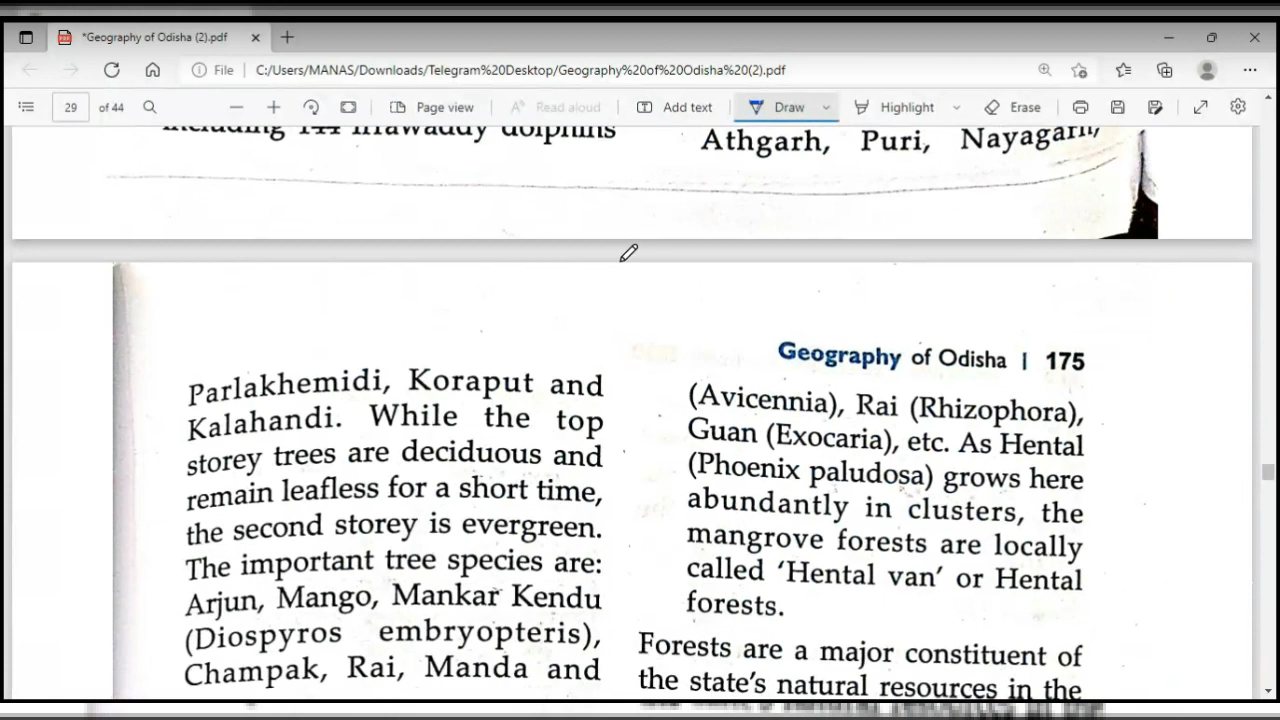 *Geography of Odisha (2).pdf
File
C:/Users/MANAS/Downloads/Telegram%20Desktop/Geography%20of%20Odisha%20(2).pdf
29 of 44
Page view
Read aloud
Add text
Draw
Highlight
Erase
including 144 Irrawaddy dolphins
Athgarh, Puri, Nayagarh,
Geography of Odisha | 175
Parlakhemidi, Koraput and
Kalahandi. While the top
storey trees are deciduous and
remain leafless for a short time,
the second storey is evergreen.
The important tree species are:
Arjun, Mango, Mankar Kendu
(Diospyros embryopteris),
Champak, Rai, Manda and
(Avicennia), Rai (Rhizophora),
Guan (Exocaria), etc. As Hental
(Phoenix paludosa) grows here
abundantly in clusters, the
mangrove forests are locally
called ‘Hental van’ or Hental
forests.
Forests are a major constituent of
the state's natural resources in the